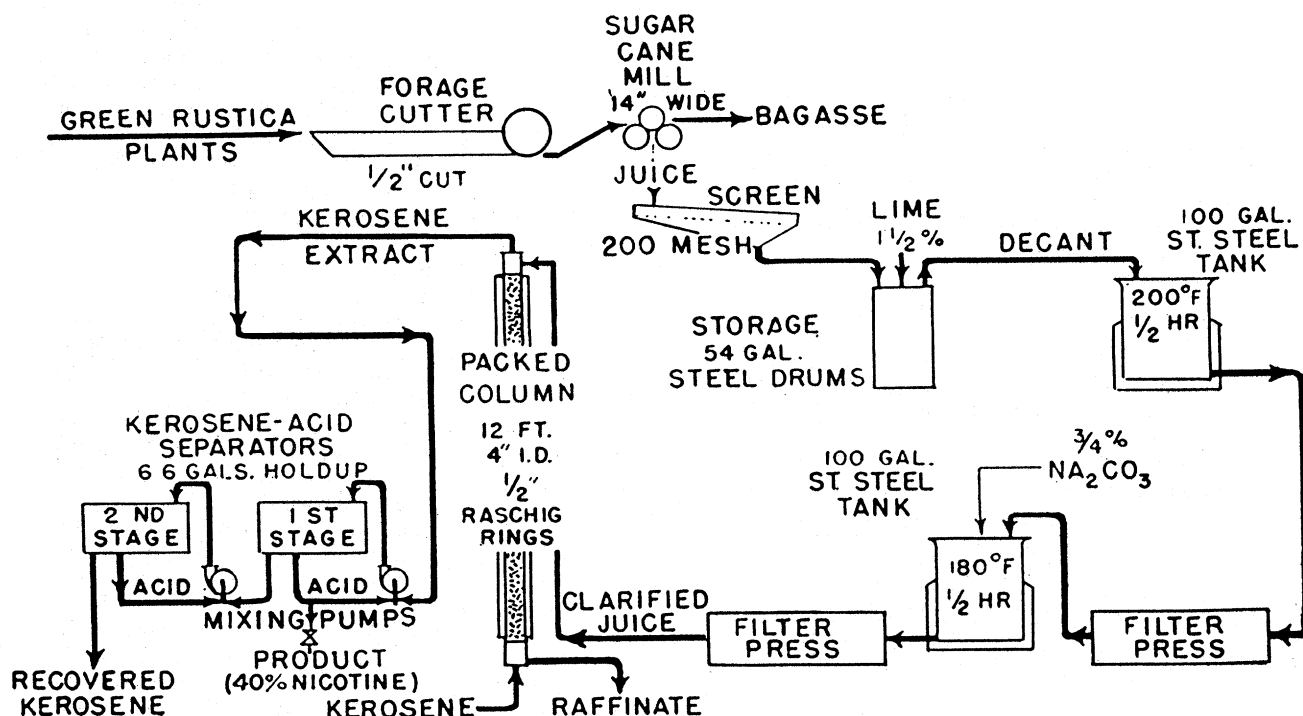 SUGAR
CANE
MILL
14" WIDE
FORAGE
CUTTER
GREEN RUSTICA
PLANTS
BAGASSE
1/2" CUT
JUICE
SCREEN
200 MESH
LIME
1 1/2 %
DECANT
100 GAL.
ST. STEEL
TANK
200°F
1/2 HR
STORAGE
54 GAL.
STEEL DRUMS
KEROSENE
EXTRACT
PACKED
COLUMN
12 FT.
4" I.D.
1/2"
RASCHIG
RINGS
KEROSENE-ACID
SEPARATORS
6 6 GALS. HOLDUP
2 ND
STAGE
1 ST
STAGE
ACID
ACID
MIXING PUMPS
PRODUCT
(40% NICOTINE)
RECOVERED
KEROSENE
KEROSENE
RAFFINATE
CLARIFIED
JUICE
FILTER
PRESS
100 GAL.
ST. STEEL
TANK
3/4 %
NA2CO3
180°F
1/2 HR
FILTER
PRESS